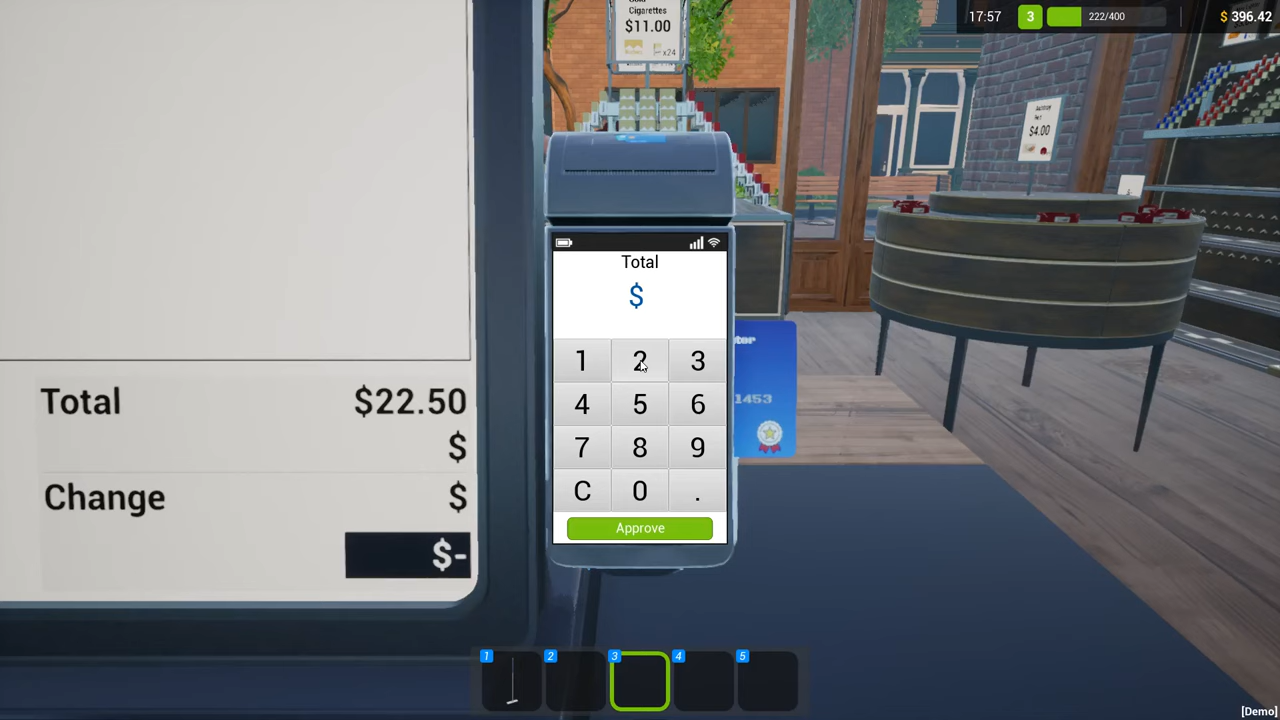 Cigarettes
$11.00
x24
17:57
3
222/400
$ 396.42
$4.00
Total
$
1 2 3
4 5 6
7 8 9
C 0 .
Approve
1453
Total $22.50
$
Change $
$-
1
2
3
4
5
[Demo]